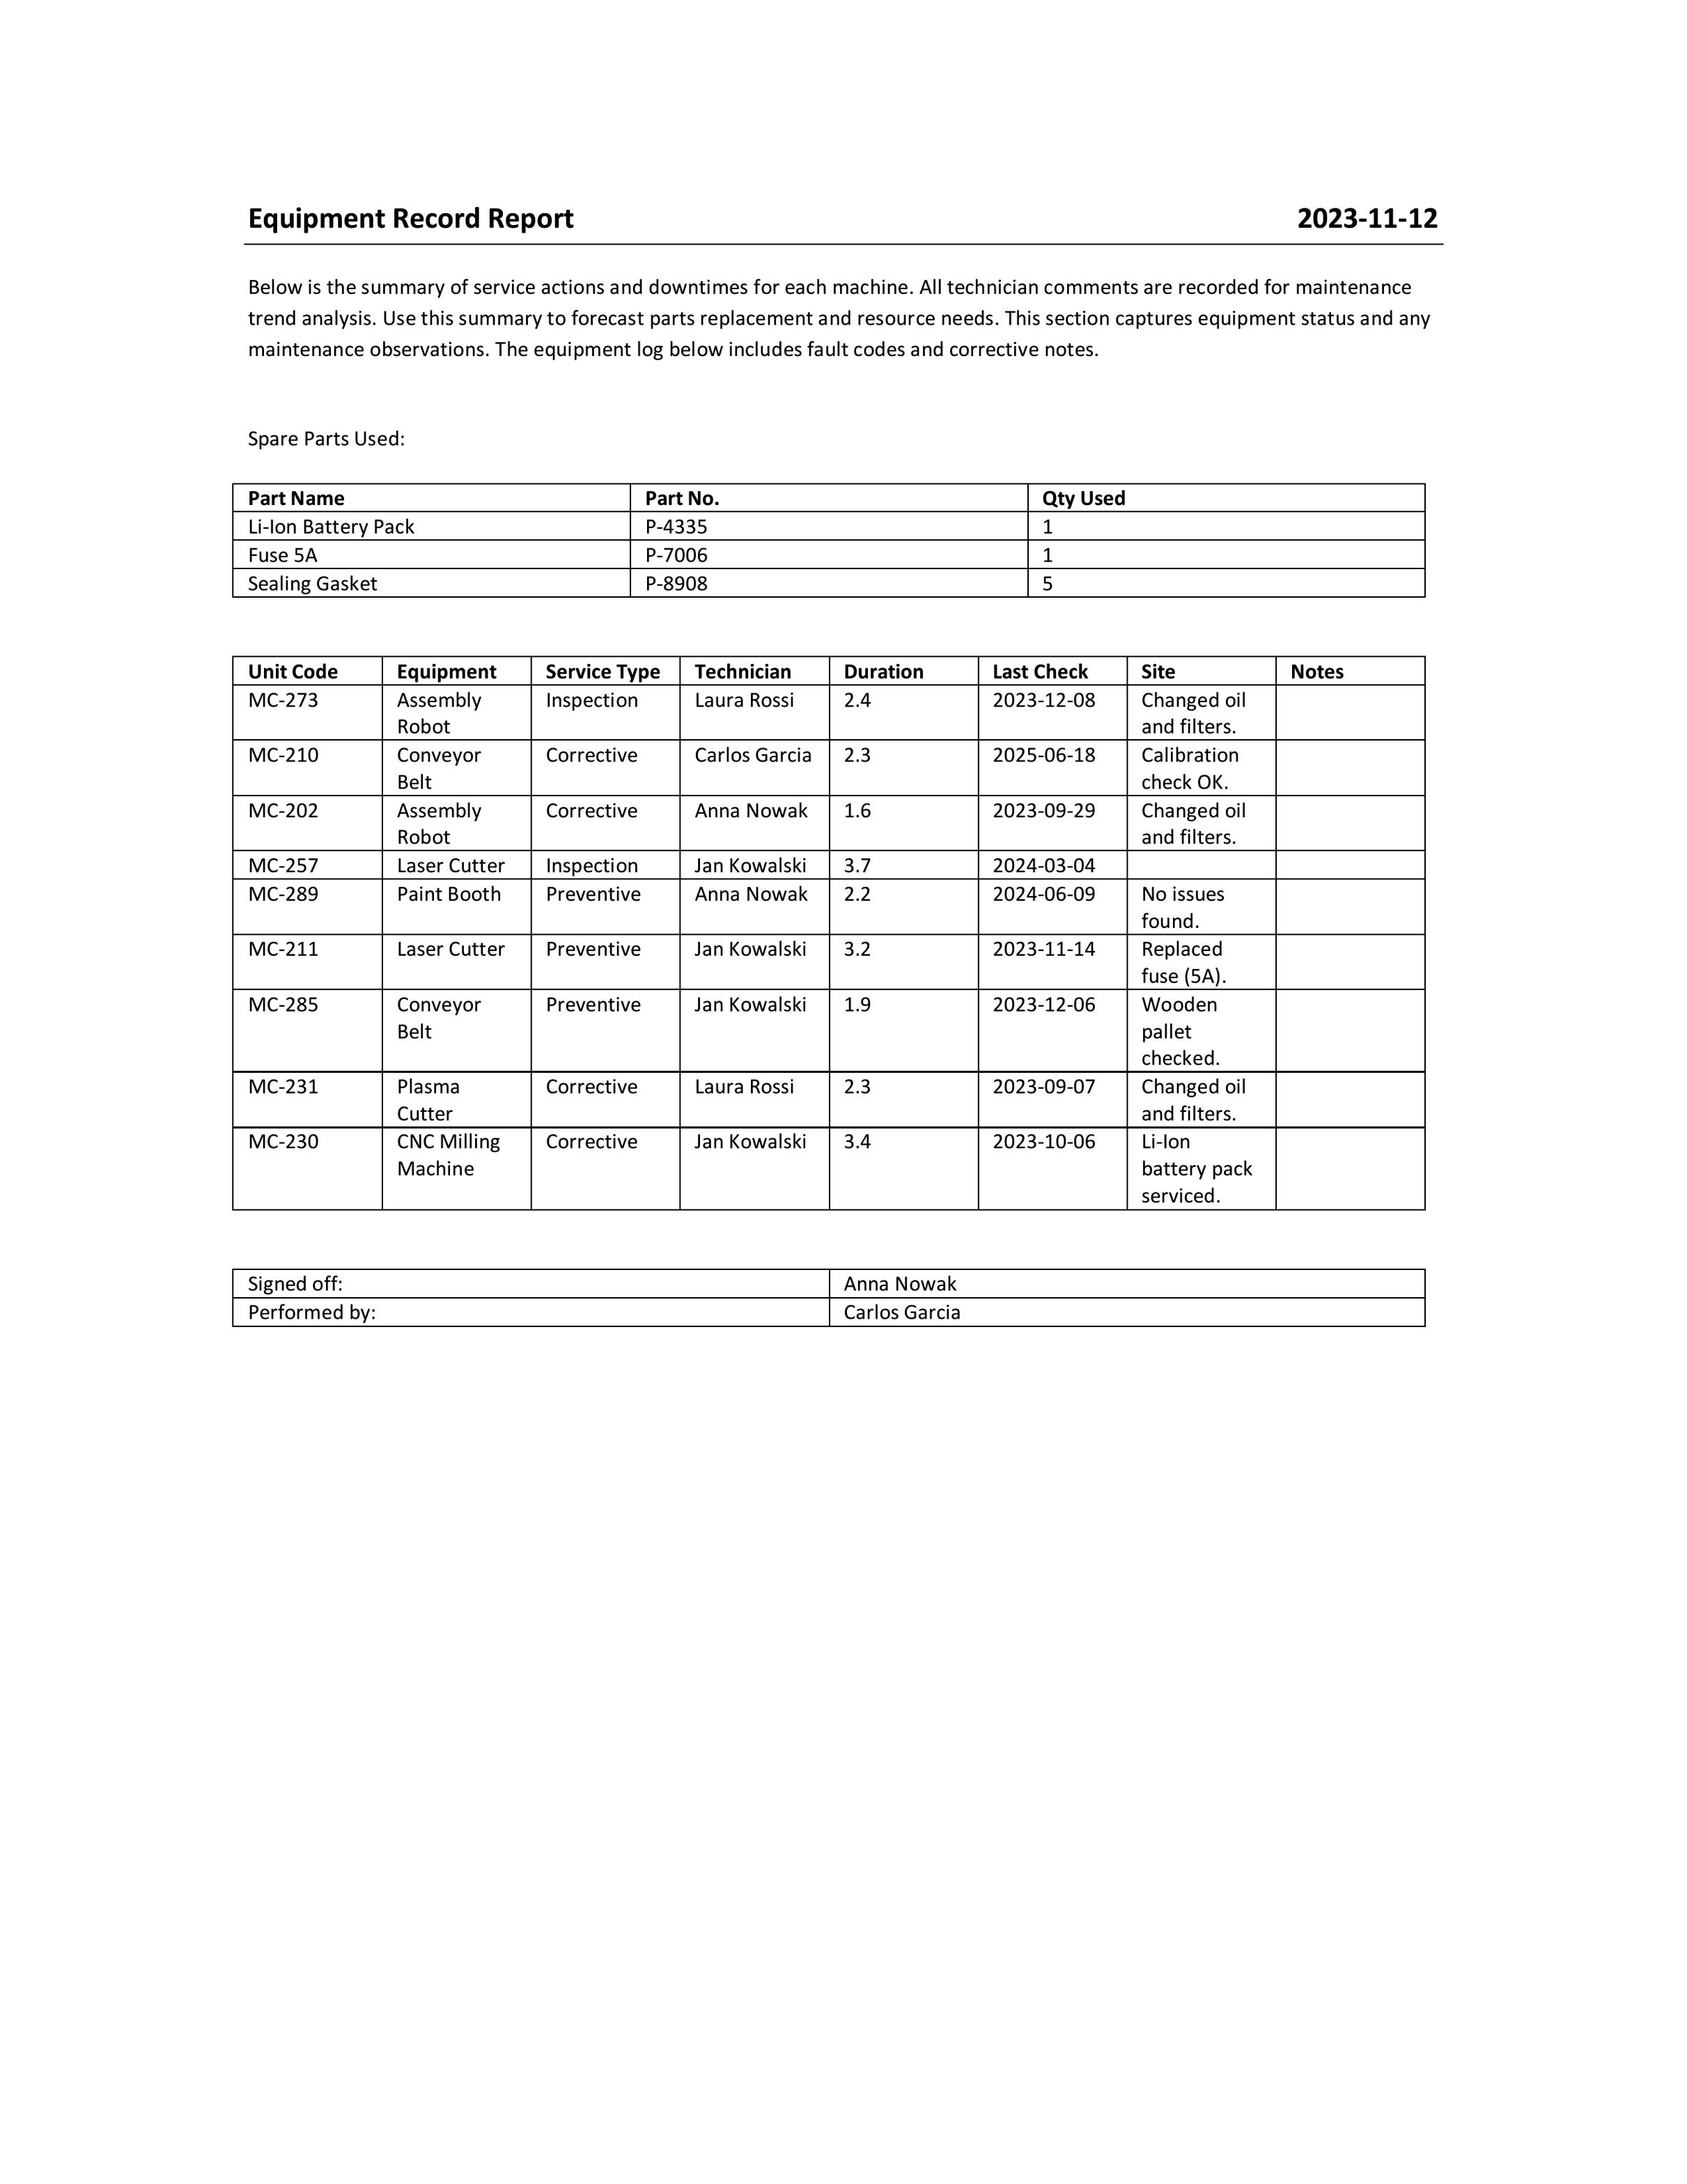 Equipment Record Report 2023-11-12
Below is the summary of service actions and downtimes for each machine. All technician comments are recorded for maintenance
trend analysis. Use this summary to forecast parts replacement and resource needs. This section captures equipment status and any
maintenance observations. The equipment log below includes fault codes and corrective notes.
Spare Parts Used:
Part Name Part No. Qty Used
Li-Ion Battery Pack P-4335 1
Fuse 5A P-7006 1
Sealing Gasket P-8908 5
Unit Code Equipment Service Type Technician Duration Last Check Site Notes
MC-273 Assembly Inspection Laura Rossi 2.4 2023-12-08 Changed oil
Robot and filters.
MC-210 Conveyor Corrective Carlos Garcia 2.3 2025-06-18 Calibration
Belt check OK.
MC-202 Assembly Corrective Anna Nowak 1.6 2023-09-29 Changed oil
Robot and filters.
MC-257 Laser Cutter Inspection Jan Kowalski 3.7 2024-03-04
MC-289 Paint Booth Preventive Anna Nowak 2.2 2024-06-09 No issues
found.
MC-211 Laser Cutter Preventive Jan Kowalski 3.2 2023-11-14 Replaced
fuse (5A).
MC-285 Conveyor Preventive Jan Kowalski 1.9 2023-12-06 Wooden
Belt pallet
checked.
MC-231 Plasma Corrective Laura Rossi 2.3 2023-09-07 Changed oil
Cutter and filters.
MC-230 CNC Milling Corrective Jan Kowalski 3.4 2023-10-06 Li-Ion
Machine battery pack
serviced.
Signed off: Anna Nowak
Performed by: Carlos Garcia